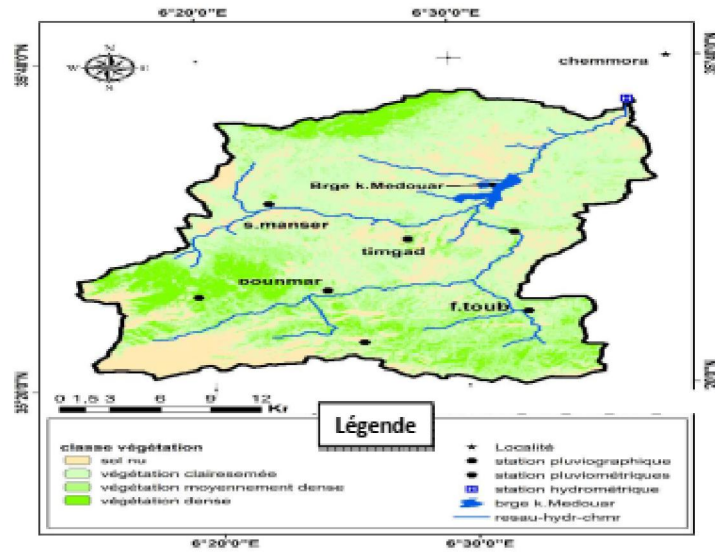 6°20'0"E 6°30'0"E
chemmora
Brge k.Medouar
s.manser
timgad
f.toub
0 1,5 3 6 9 12
Légende
classe végétation
sol nu
végétation clairesemée
végétation moyennement dense
végétation dense
Localité
station pluviographique
station pluviométriques
station hydrométrique
brge k.Medouar
resau-hydr-chmr
6°20'0"E 6°30'0"E